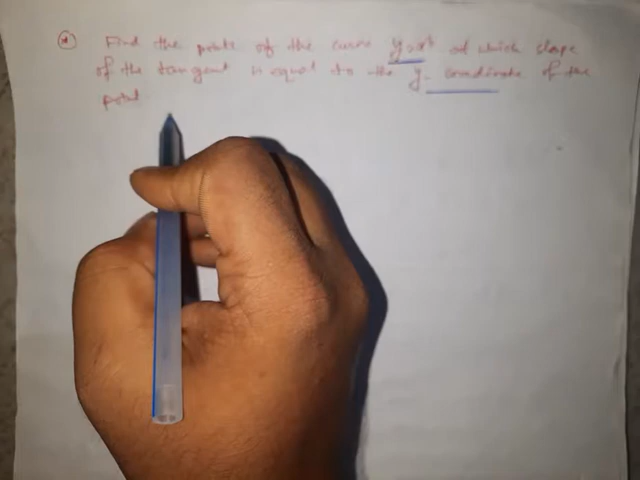 Find the points of the curve y=x³ at which slope
of the tangent is equal to the y- coordinate of the
point